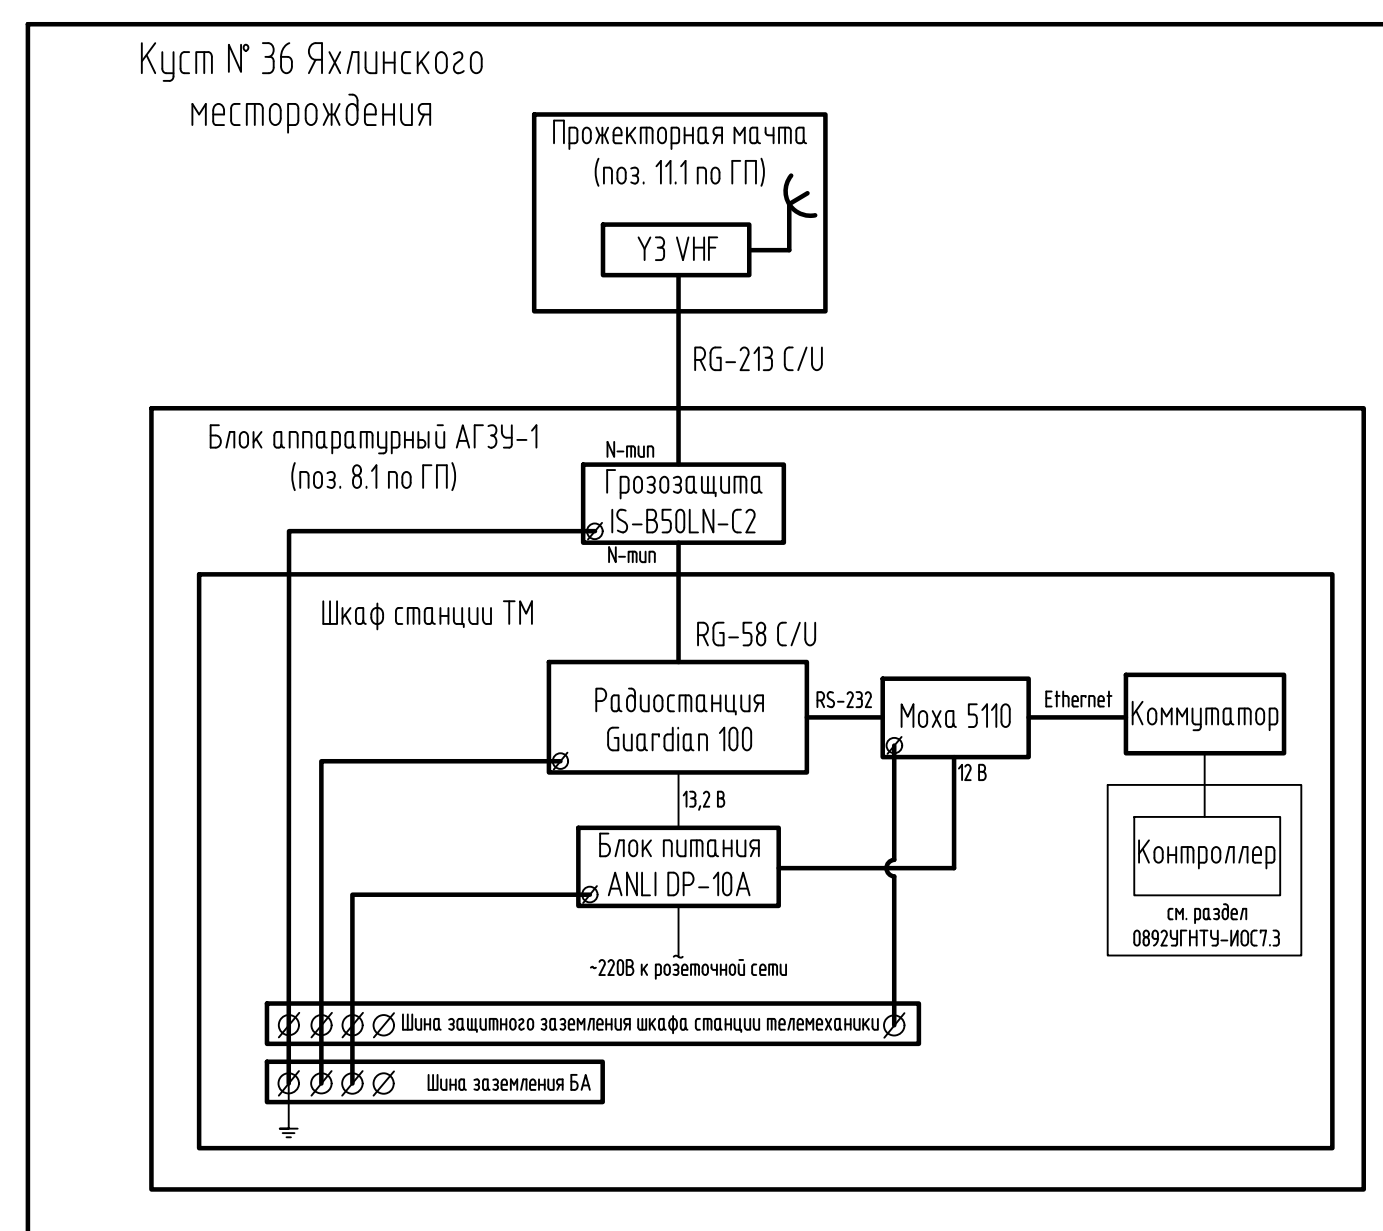 Куст № 36 Яхлинского
месторождения
Прожекторная мачта
(поз. 11.1 по ГП)
Y3 VHF
RG-213 C/U
Блок аппаратурный АГЗУ-1
(поз. 8.1 по ГП)
N-тип
Грозозащита
IS-B50LN-C2
N-тип
Шкаф станции ТМ
RG-58 C/U
Радиостанция
Guardian 100
RS-232
Moxa 5110
Ethernet
Коммутатор
12 В
13,2 В
Блок питания
ANLI DP-10A
Контроллер
см. раздел
0892УГНТУ-ИОС7.3
~220В к розеточной сети
Шина защитного заземления шкафа станции телемеханики
Шина заземления БА